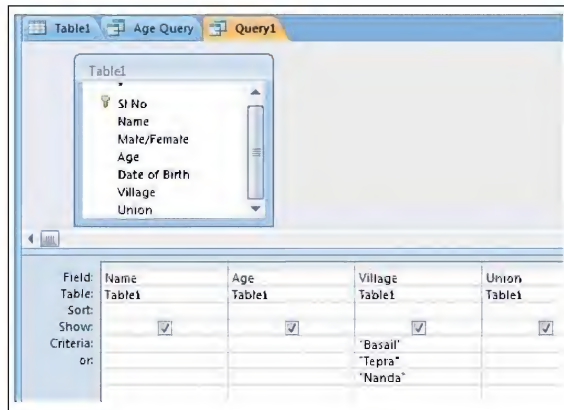 Table1 Age Query Query1
Table1
*
Sl No
Name
Male/Female
Age
Date of Birth
Village
Union
Field: Name Age Village Union
Table: Table1 Table1 Table1 Table1
Sort:
Show:
Criteria: "Basail"
or: "Tepra"
"Nanda"